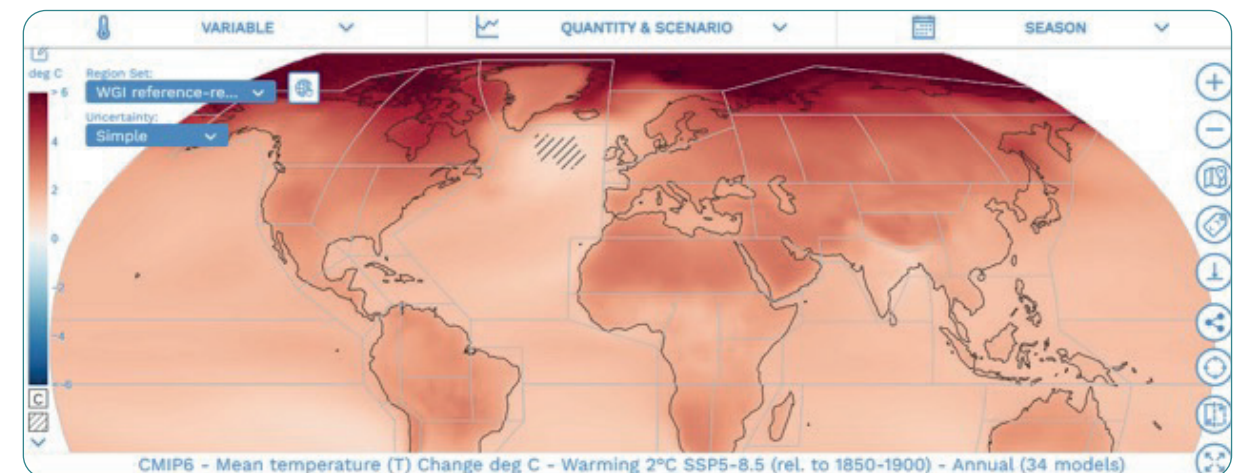 VARIABLE
QUANTITY & SCENARIO
SEASON
deg C
Region Set:
WGI reference-re...
Uncertainty:
Simple
> 6
4
2
0
-2
-4
< -6
C
CMIP6 - Mean temperature (T) Change deg C - Warming 2°C SSP5-8.5 (rel. to 1850-1900) - Annual (34 models)